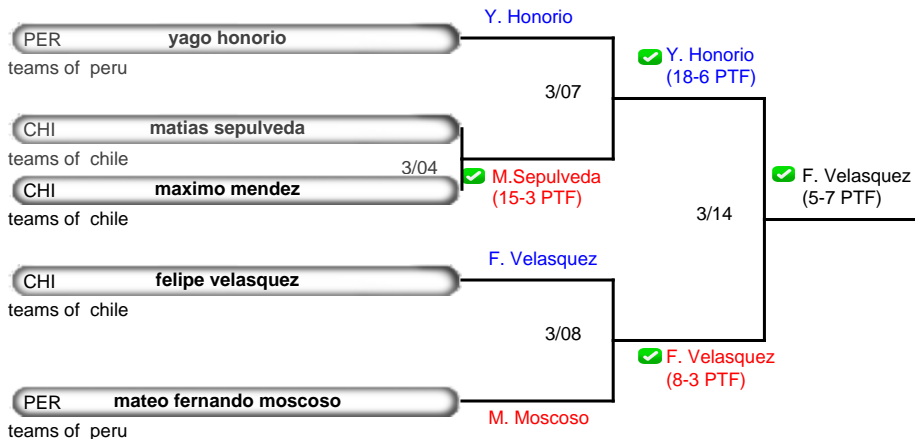 Y. Honorio
PER yago honorio
teams of peru
Y. Honorio
(18-6 PTF)
3/07
CHI matias sepulveda
teams of chile
3/04
M.Sepulveda
(15-3 PTF)
CHI maximo mendez
teams of chile
F. Velasquez
(5-7 PTF)
3/14
F. Velasquez
CHI felipe velasquez
teams of chile
3/08
F. Velasquez
(8-3 PTF)
PER mateo fernando moscoso
M. Moscoso
teams of peru